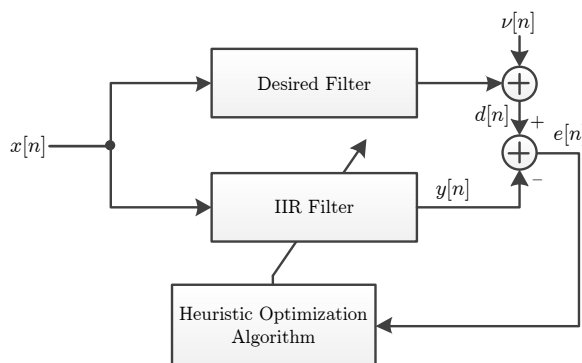 ν[n]
Desired Filter
d[n]
+
e[n]
x[n]
y[n]
−
IIR Filter
Heuristic Optimization
Algorithm